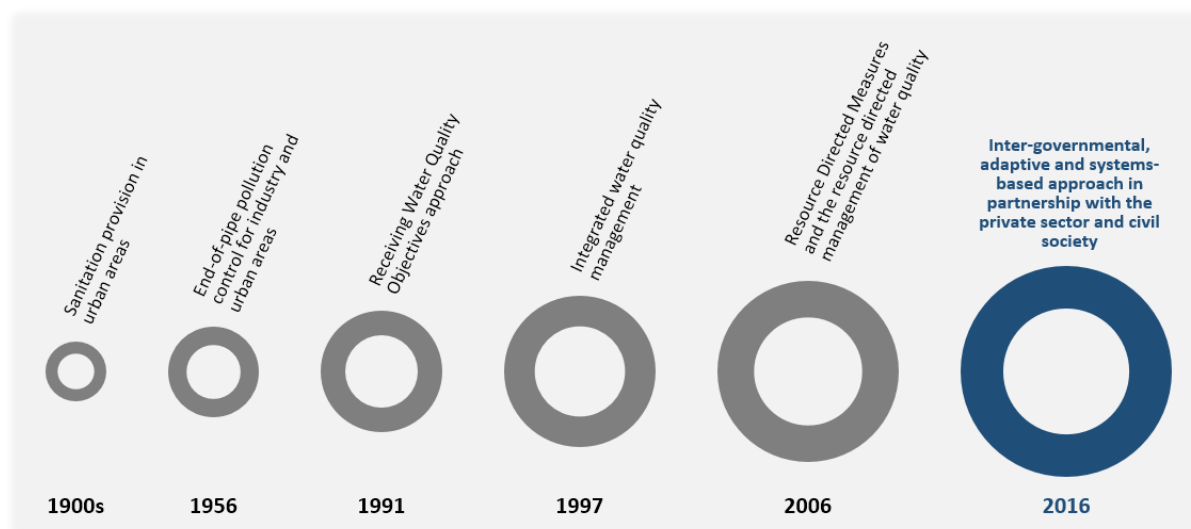 Sanitation provision in
urban areas
End-of-pipe pollution
control for industry and
urban areas
Receiving Water Quality
Objectives approach
Integrated water quality
management
Resource Directed Measures
and the resource directed
management of water quality
Inter-governmental,
adaptive and systems-
based approach in
partnership with the
private sector and civil
society
1900s
1956
1991
1997
2006
2016